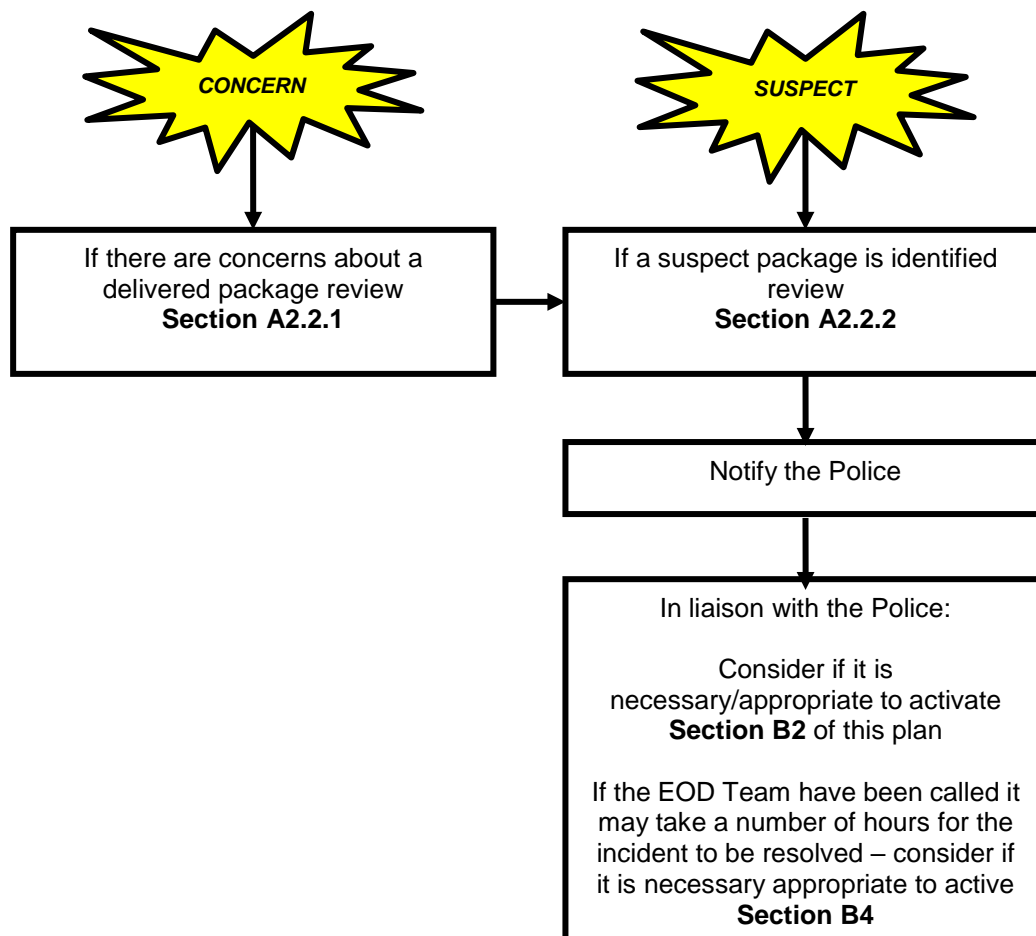 CONCERN
SUSPECT
If there are concerns about a
delivered package review
Section A2.2.1
If a suspect package is identified
review
Section A2.2.2
Notify the Police
In liaison with the Police:
Consider if it is
necessary/appropriate to activate
Section B2 of this plan
If the EOD Team have been called it
may take a number of hours for the
incident to be resolved – consider if
it is necessary appropriate to active
Section B4